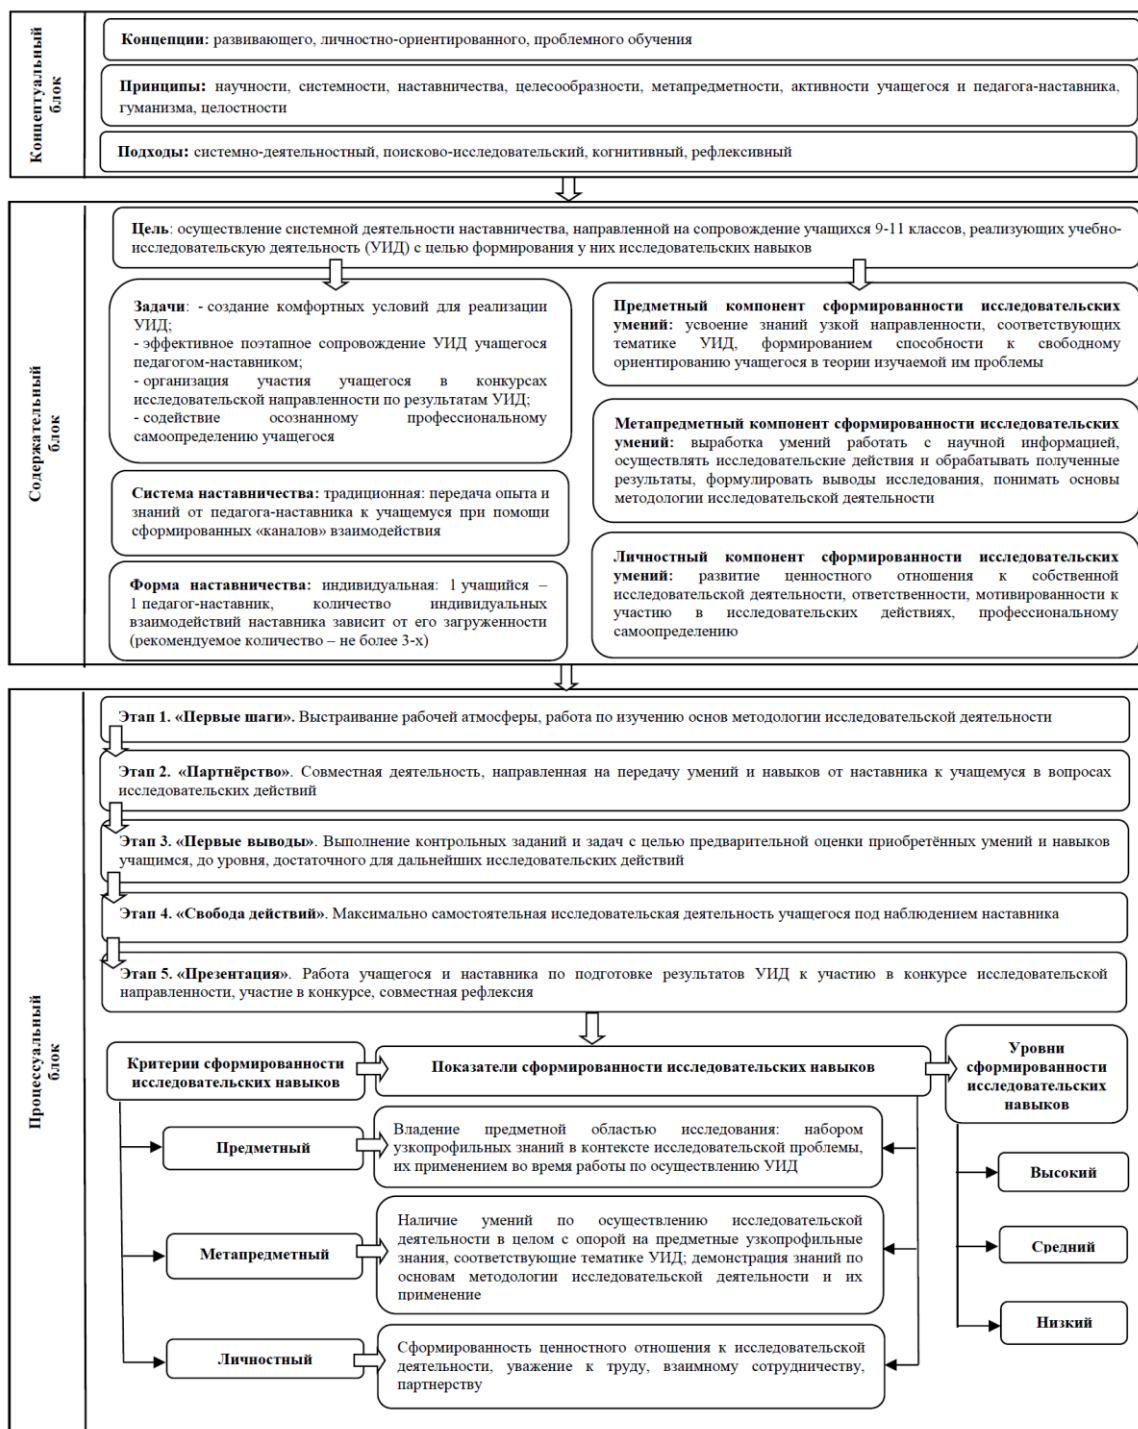 Концептуальный
блок
Концепции: развивающего, личностно-ориентированного, проблемного обучения
Принципы: научности, системности, наставничества, целесообразности, метапредметности, активности учащегося и педагога-наставника,
гуманизма, целостности
Подходы: системно-деятельностный, поисково-исследовательский, когнитивный, рефлексивный
Содержательный
блок
Цель: осуществление системной деятельности наставничества, направленной на сопровождение учащихся 9-11 классов, реализующих учебно-
исследовательскую деятельность (УИД) с целью формирования у них исследовательских навыков
Задачи: - создание комфортных условий для реализации
УИД;
- эффективное поэтапное сопровождение УИД учащегося
педагогом-наставником;
- организация участия учащегося в конкурсах
исследовательской направленности по результатам УИД;
- содействие осознанному профессиональному
самоопределению учащегося
Система наставничества: традиционная: передача опыта и
знаний от педагога-наставника к учащемуся при помощи
сформированных «каналов» взаимодействия
Форма наставничества: индивидуальная: 1 учащийся –
1 педагог-наставник, количество индивидуальных
взаимодействий наставника зависит от его загруженности
(рекомендуемое количество – не более 3-х)
Предметный компонент сформированности исследовательских
умений: усвоение знаний узкой направленности, соответствующих
тематике УИД, формированием способности к свободному
ориентированию учащегося в теории изучаемой им проблемы
Метапредметный компонент сформированности исследовательских
умений: выработка умений работать с научной информацией,
осуществлять исследовательские действия и обрабатывать полученные
результаты, формулировать выводы исследования, понимать основы
методологии исследовательской деятельности
Личностный компонент сформированности исследовательских
умений: развитие ценностного отношения к собственной
исследовательской деятельности, ответственности, мотивированности к
участию в исследовательских действиях, профессиональному
самоопределению
Процессуальный
блок
Этап 1. «Первые шаги». Выстраивание рабочей атмосферы, работа по изучению основ методологии исследовательской деятельности
Этап 2. «Партнёрство». Совместная деятельность, направленная на передачу умений и навыков от наставника к учащемуся в вопросах
исследовательских действий
Этап 3. «Первые выводы». Выполнение контрольных заданий и задач с целью предварительной оценки приобретённых умений и навыков
учащимся, до уровня, достаточного для дальнейших исследовательских действий
Этап 4. «Свобода действий». Максимально самостоятельная исследовательская деятельность учащегося под наблюдением наставника
Этап 5. «Презентация». Работа учащегося и наставника по подготовке результатов УИД к участию в конкурсе исследовательской
направленности, участие в конкурсе, совместная рефлексия
Критерии сформированности
исследовательских навыков
Показатели сформированности исследовательских навыков
Уровни
сформированности
исследовательских
навыков
Предметный
Владение предметной областью исследования: набором
узкопрофильных знаний в контексте исследовательской проблемы,
их применением во время работы по осуществлению УИД
Высокий
Метапредметный
Наличие умений по осуществлению исследовательской
деятельности в целом с опорой на предметные узкопрофильные
знания, соответствующие тематике УИД; демонстрация знаний по
основам методологии исследовательской деятельности и их
применение
Средний
Низкий
Личностный
Сформированность ценностного отношения к исследовательской
деятельности, уважение к труду, взаимному сотрудничеству,
партнерству